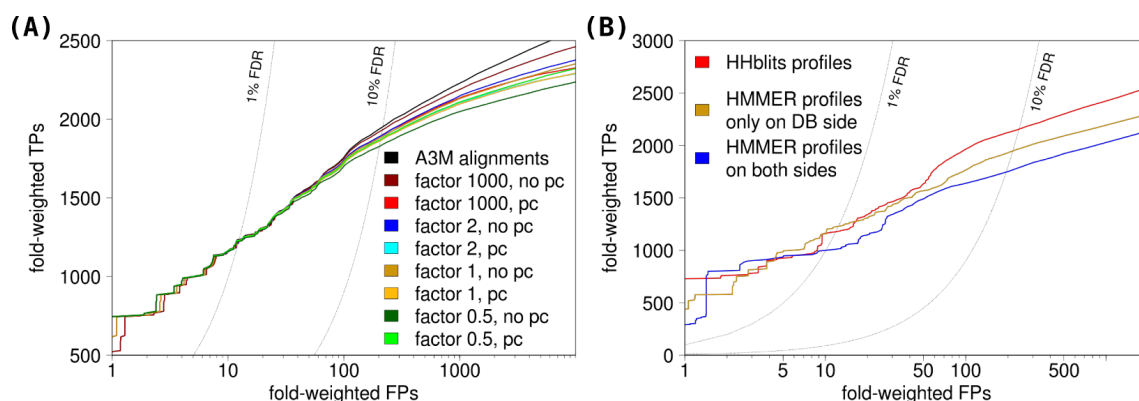 (A)
2500
2000
1500
1000
500
fold-weighted TPs
1% FDR
10% FDR
A3M alignments
factor 1000, no pc
factor 1000, pc
factor 2, no pc
factor 2, pc
factor 1, no pc
factor 1, pc
factor 0.5, no pc
factor 0.5, pc
1 10 100 1000
fold-weighted FPs
(B)
3000
2500
2000
1500
1000
500
0
fold-weighted TPs
HHblits profiles
HMMER profiles
only on DB side
HMMER profiles
on both sides
1% FDR
10% FDR
1 5 10 50 100 500
fold-weighted FPs